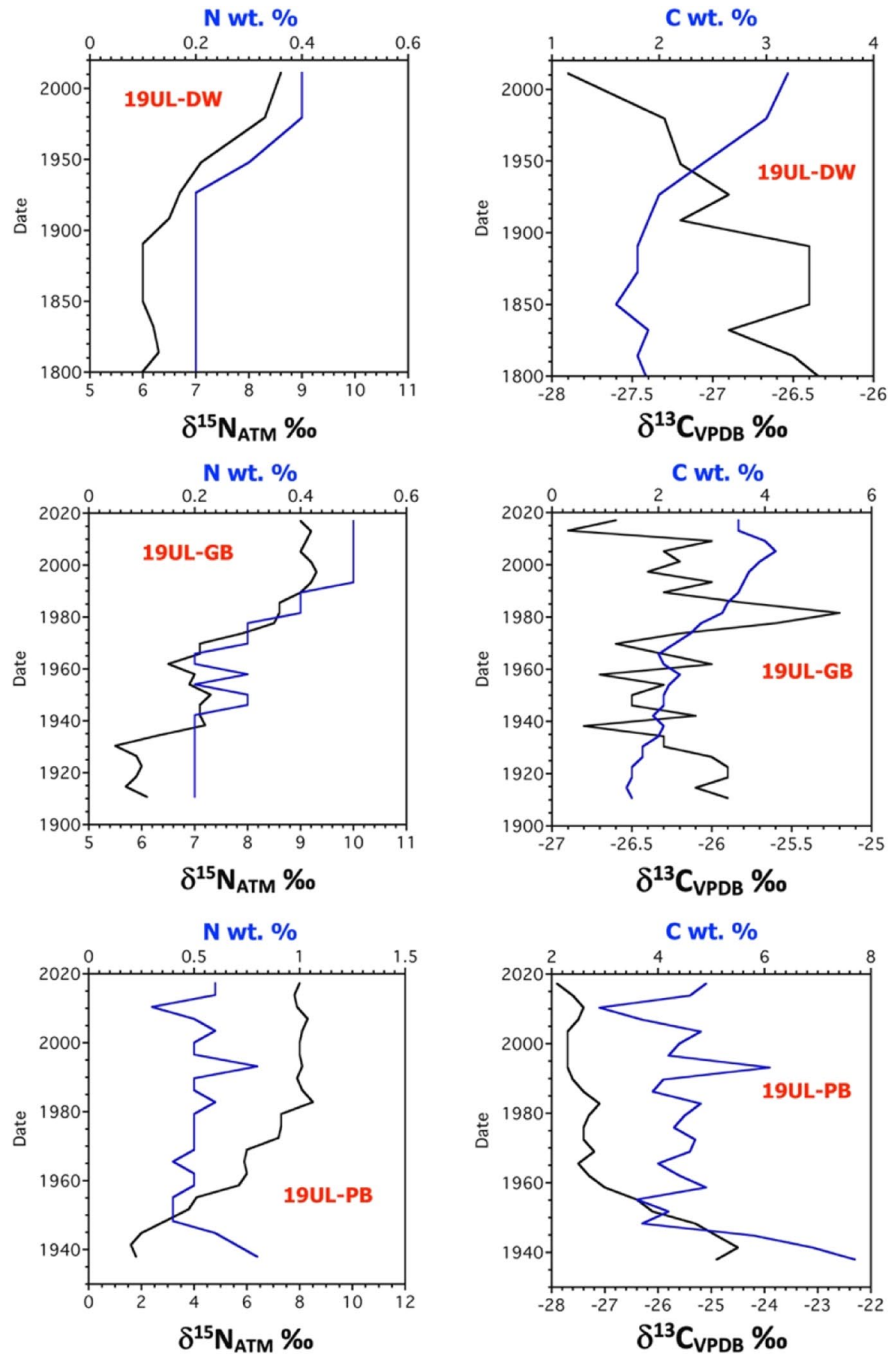 N wt. %
0 0.2 0.4 0.6
2000
1950
1900
1850
1800
Date
19UL-DW
5 6 7 8 9 10 11
δ¹⁵N_ATM ‰
C wt. %
1 2 3 4
2000
1950
1900
1850
1800
Date
19UL-DW
-28 -27.5 -27 -26.5 -26
δ¹³C_VPDB ‰
N wt. %
0 0.2 0.4 0.6
2020
2000
1980
1960
1940
1920
1900
Date
19UL-GB
5 6 7 8 9 10 11
δ¹⁵N_ATM ‰
C wt. %
0 2 4 6
2020
2000
1980
1960
1940
1920
1900
Date
19UL-GB
-27 -26.5 -26 -25.5 -25
δ¹³C_VPDB ‰
N wt. %
0 0.5 1 1.5
2020
2000
1980
1960
1940
Date
19UL-PB
0 2 4 6 8 10 12
δ¹⁵N_ATM ‰
C wt. %
2 4 6 8
2020
2000
1980
1960
1940
Date
19UL-PB
-28 -27 -26 -25 -24 -23 -22
δ¹³C_VPDB ‰